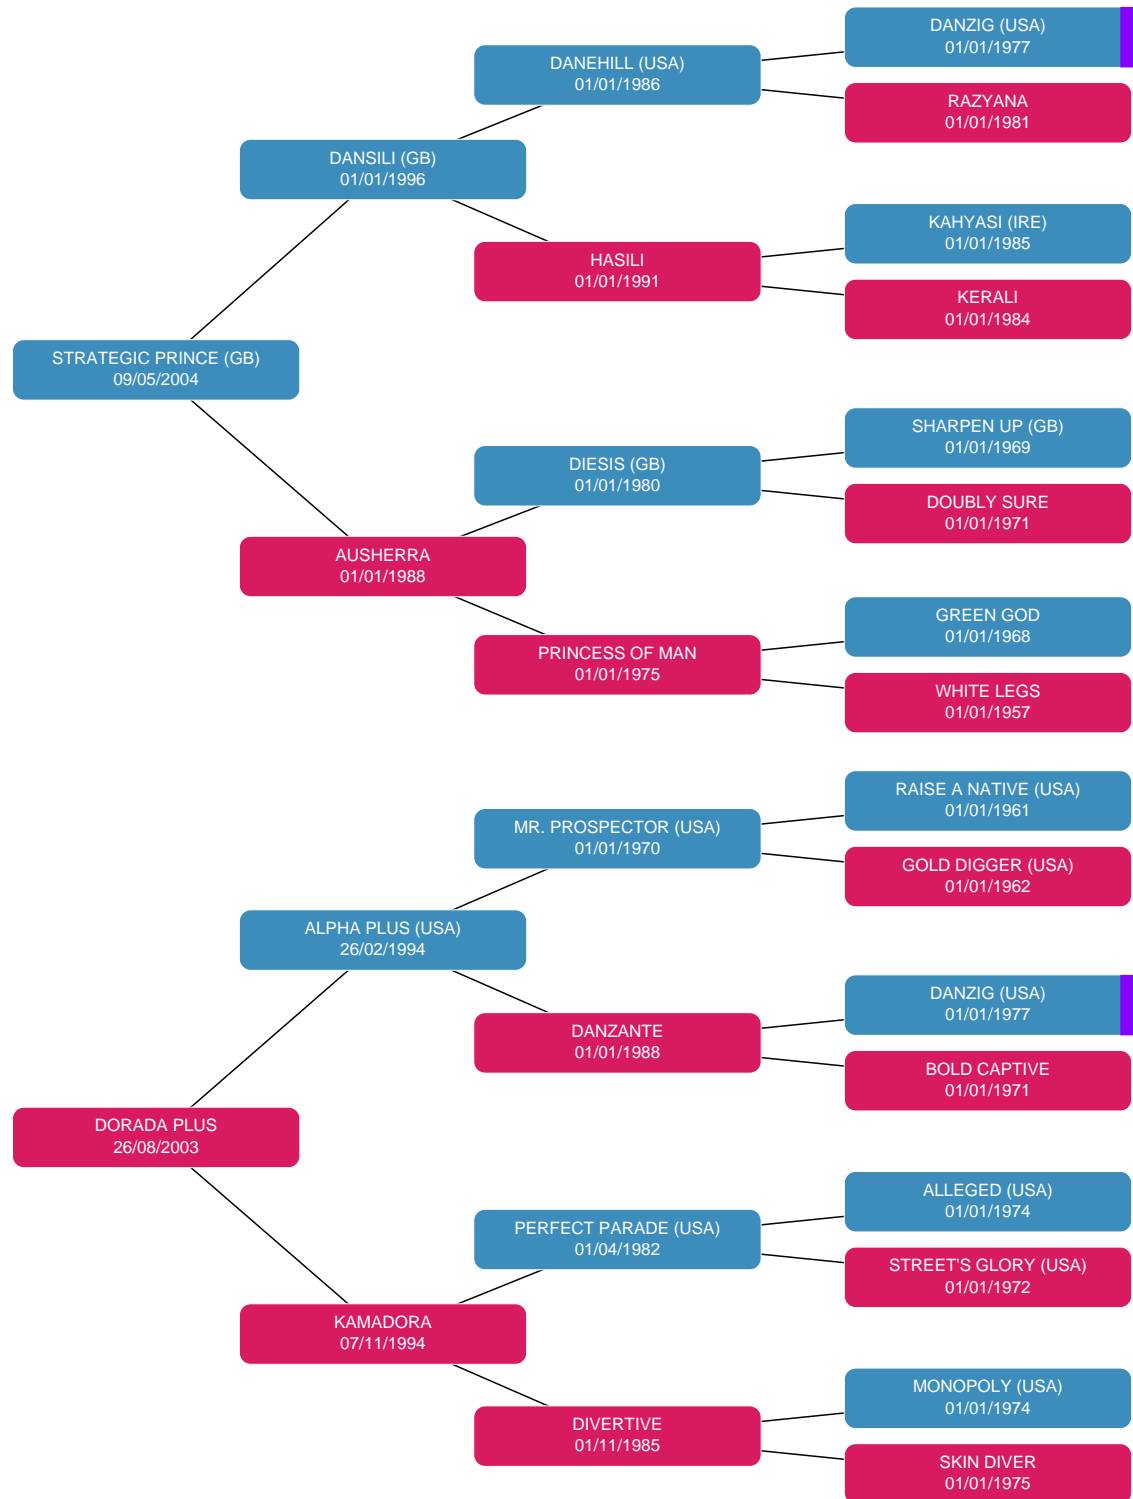 DANZIG (USA)
01/01/1977
DANEHILL (USA)
01/01/1986
RAZYANA
01/01/1981
DANSILI (GB)
01/01/1996
KAHYASI (IRE)
01/01/1985
HASILI
01/01/1991
KERALI
01/01/1984
STRATEGIC PRINCE (GB)
09/05/2004
SHARPEN UP (GB)
01/01/1969
DIESIS (GB)
01/01/1980
DOUBLY SURE
01/01/1971
AUSHERRA
01/01/1988
GREEN GOD
01/01/1968
PRINCESS OF MAN
01/01/1975
WHITE LEGS
01/01/1957
RAISE A NATIVE (USA)
01/01/1961
MR. PROSPECTOR (USA)
01/01/1970
GOLD DIGGER (USA)
01/01/1962
ALPHA PLUS (USA)
26/02/1994
DANZIG (USA)
01/01/1977
DANZANTE
01/01/1988
BOLD CAPTIVE
01/01/1971
DORADA PLUS
26/08/2003
ALLEGED (USA)
01/01/1974
PERFECT PARADE (USA)
01/04/1982
STREET'S GLORY (USA)
01/01/1972
KAMADORA
07/11/1994
MONOPOLY (USA)
01/01/1974
DIVERTIVE
01/11/1985
SKIN DIVER
01/01/1975